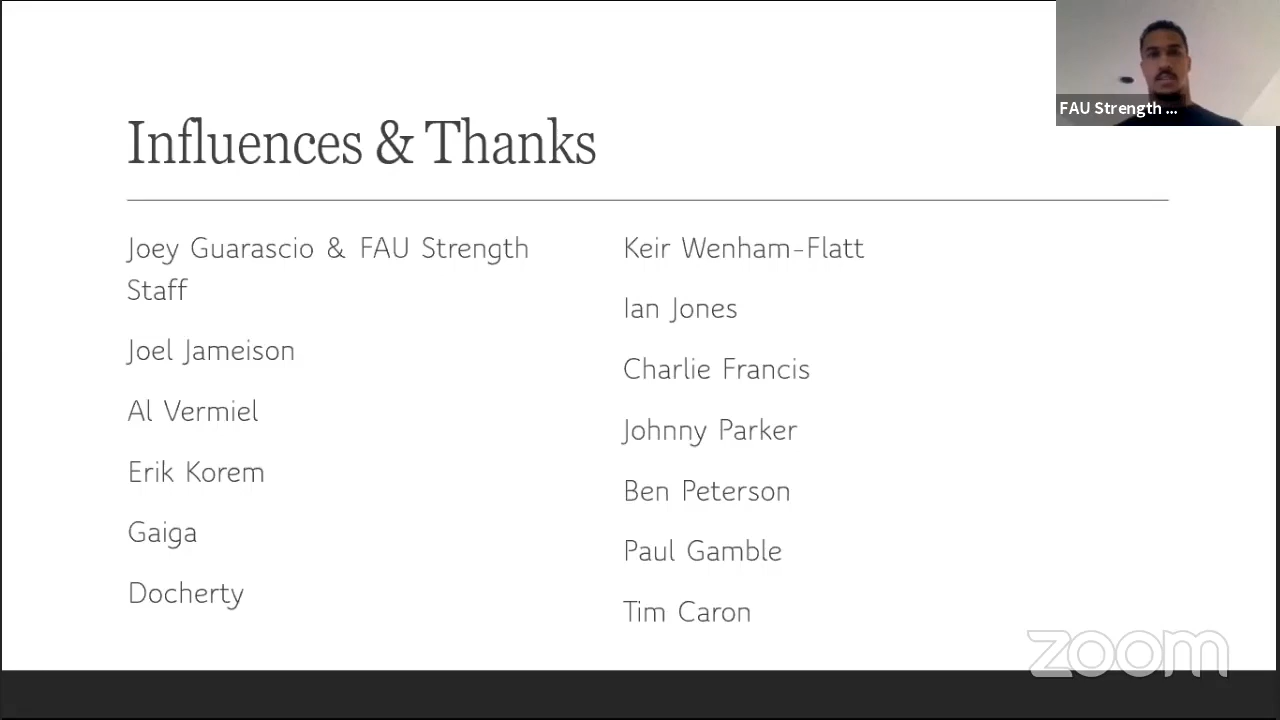 FAU Strength ...
Influences & Thanks
Joey Guarascio & FAU Strength
Staff
Joel Jameison
Al Vermiel
Erik Korem
Gaiga
Docherty
Keir Wenham-Flatt
Ian Jones
Charlie Francis
Johnny Parker
Ben Peterson
Paul Gamble
Tim Caron
zoom